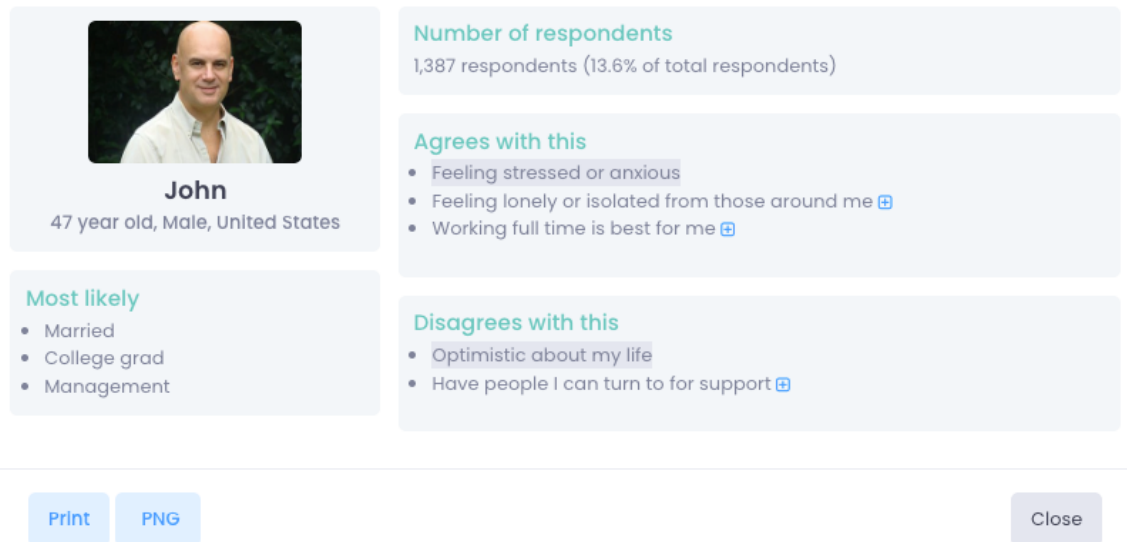 John
47 year old, Male, United States
Most likely
Married
College grad
Management
Number of respondents
1,387 respondents (13.6% of total respondents)
Agrees with this
Feeling stressed or anxious
Feeling lonely or isolated from those around me
Working full time is best for me
Disagrees with this
Optimistic about my life
Have people I can turn to for support
Print
PNG
Close